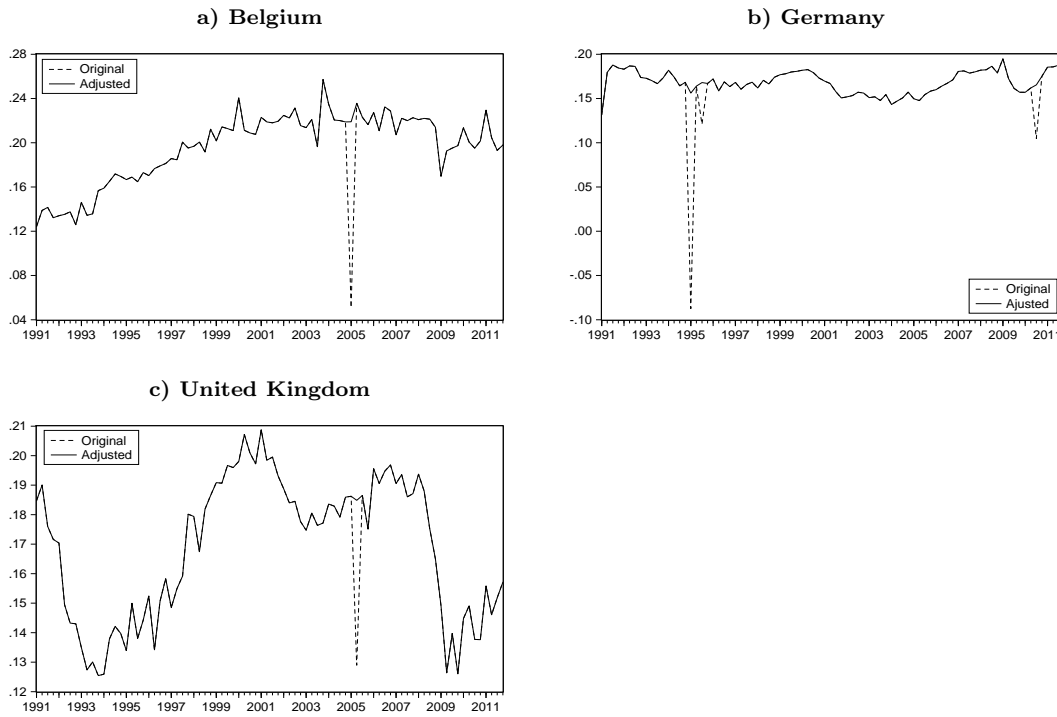 a) Belgium
.28
.24
.20
.16
.12
.08
.04
Original
Adjusted
1991 1993 1995 1997 1999 2001 2003 2005 2007 2009 2011
b) Germany
.20
.15
.10
.05
.00
-.05
-.10
Original
Ajusted
1991 1993 1995 1997 1999 2001 2003 2005 2007 2009 2011
c) United Kingdom
.21
.20
.19
.18
.17
.16
.15
.14
.13
.12
Original
Adjusted
1991 1993 1995 1997 1999 2001 2003 2005 2007 2009 2011